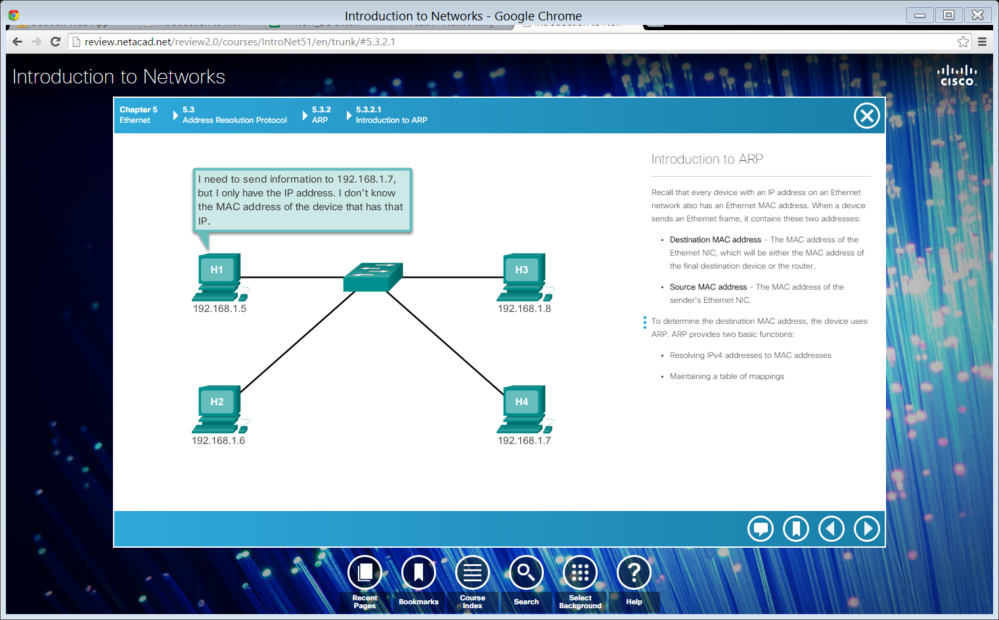 Introduction to Networks - Google Chrome
review.netacad.net/review2.0/courses/IntroNet51/en/trunk/#5.3.2.1
Introduction to Networks
CISCO
Chapter 5
Ethernet
5.3
Address Resolution Protocol
5.3.2
ARP
5.3.2.1
Introduction to ARP
I need to send information to 192.168.1.7,
but I only have the IP address. I don't know
the MAC address of the device that has that
IP.
H1
192.168.1.5
H3
192.168.1.8
H2
192.168.1.6
H4
192.168.1.7
Introduction to ARP
Recall that every device with an IP address on an Ethernet
network also has an Ethernet MAC address. When a device
sends an Ethernet frame, it contains these two addresses:
• Destination MAC address - The MAC address of the
Ethernet NIC, which will be either the MAC address of
the final destination device or the router.
• Source MAC address - The MAC address of the
sender's Ethernet NIC.
To determine the destination MAC address, the device uses
ARP. ARP provides two basic functions:
• Resolving IPv4 addresses to MAC addresses
• Maintaining a table of mappings
Recent
Pages
Bookmarks
Course
Index
Search
Select
Background
? 
Help